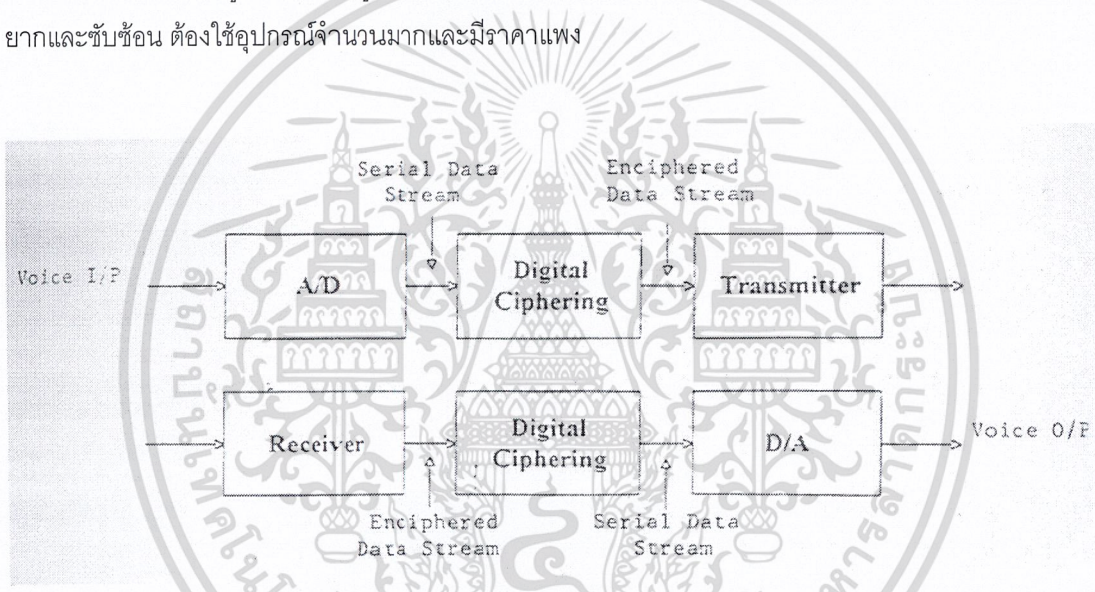 ยากและซับซ้อน ต้องใช้อุปกรณ์จำนวนมากและมีราคาแพง
Serial Data
Stream
Enciphered
Data Stream
Voice I/P
A/D
Digital
Ciphering
Transmitter
Receiver
Digital
Ciphering
D/A
Voice O/P
Enciphered
Data Stream
Serial Data
Stream